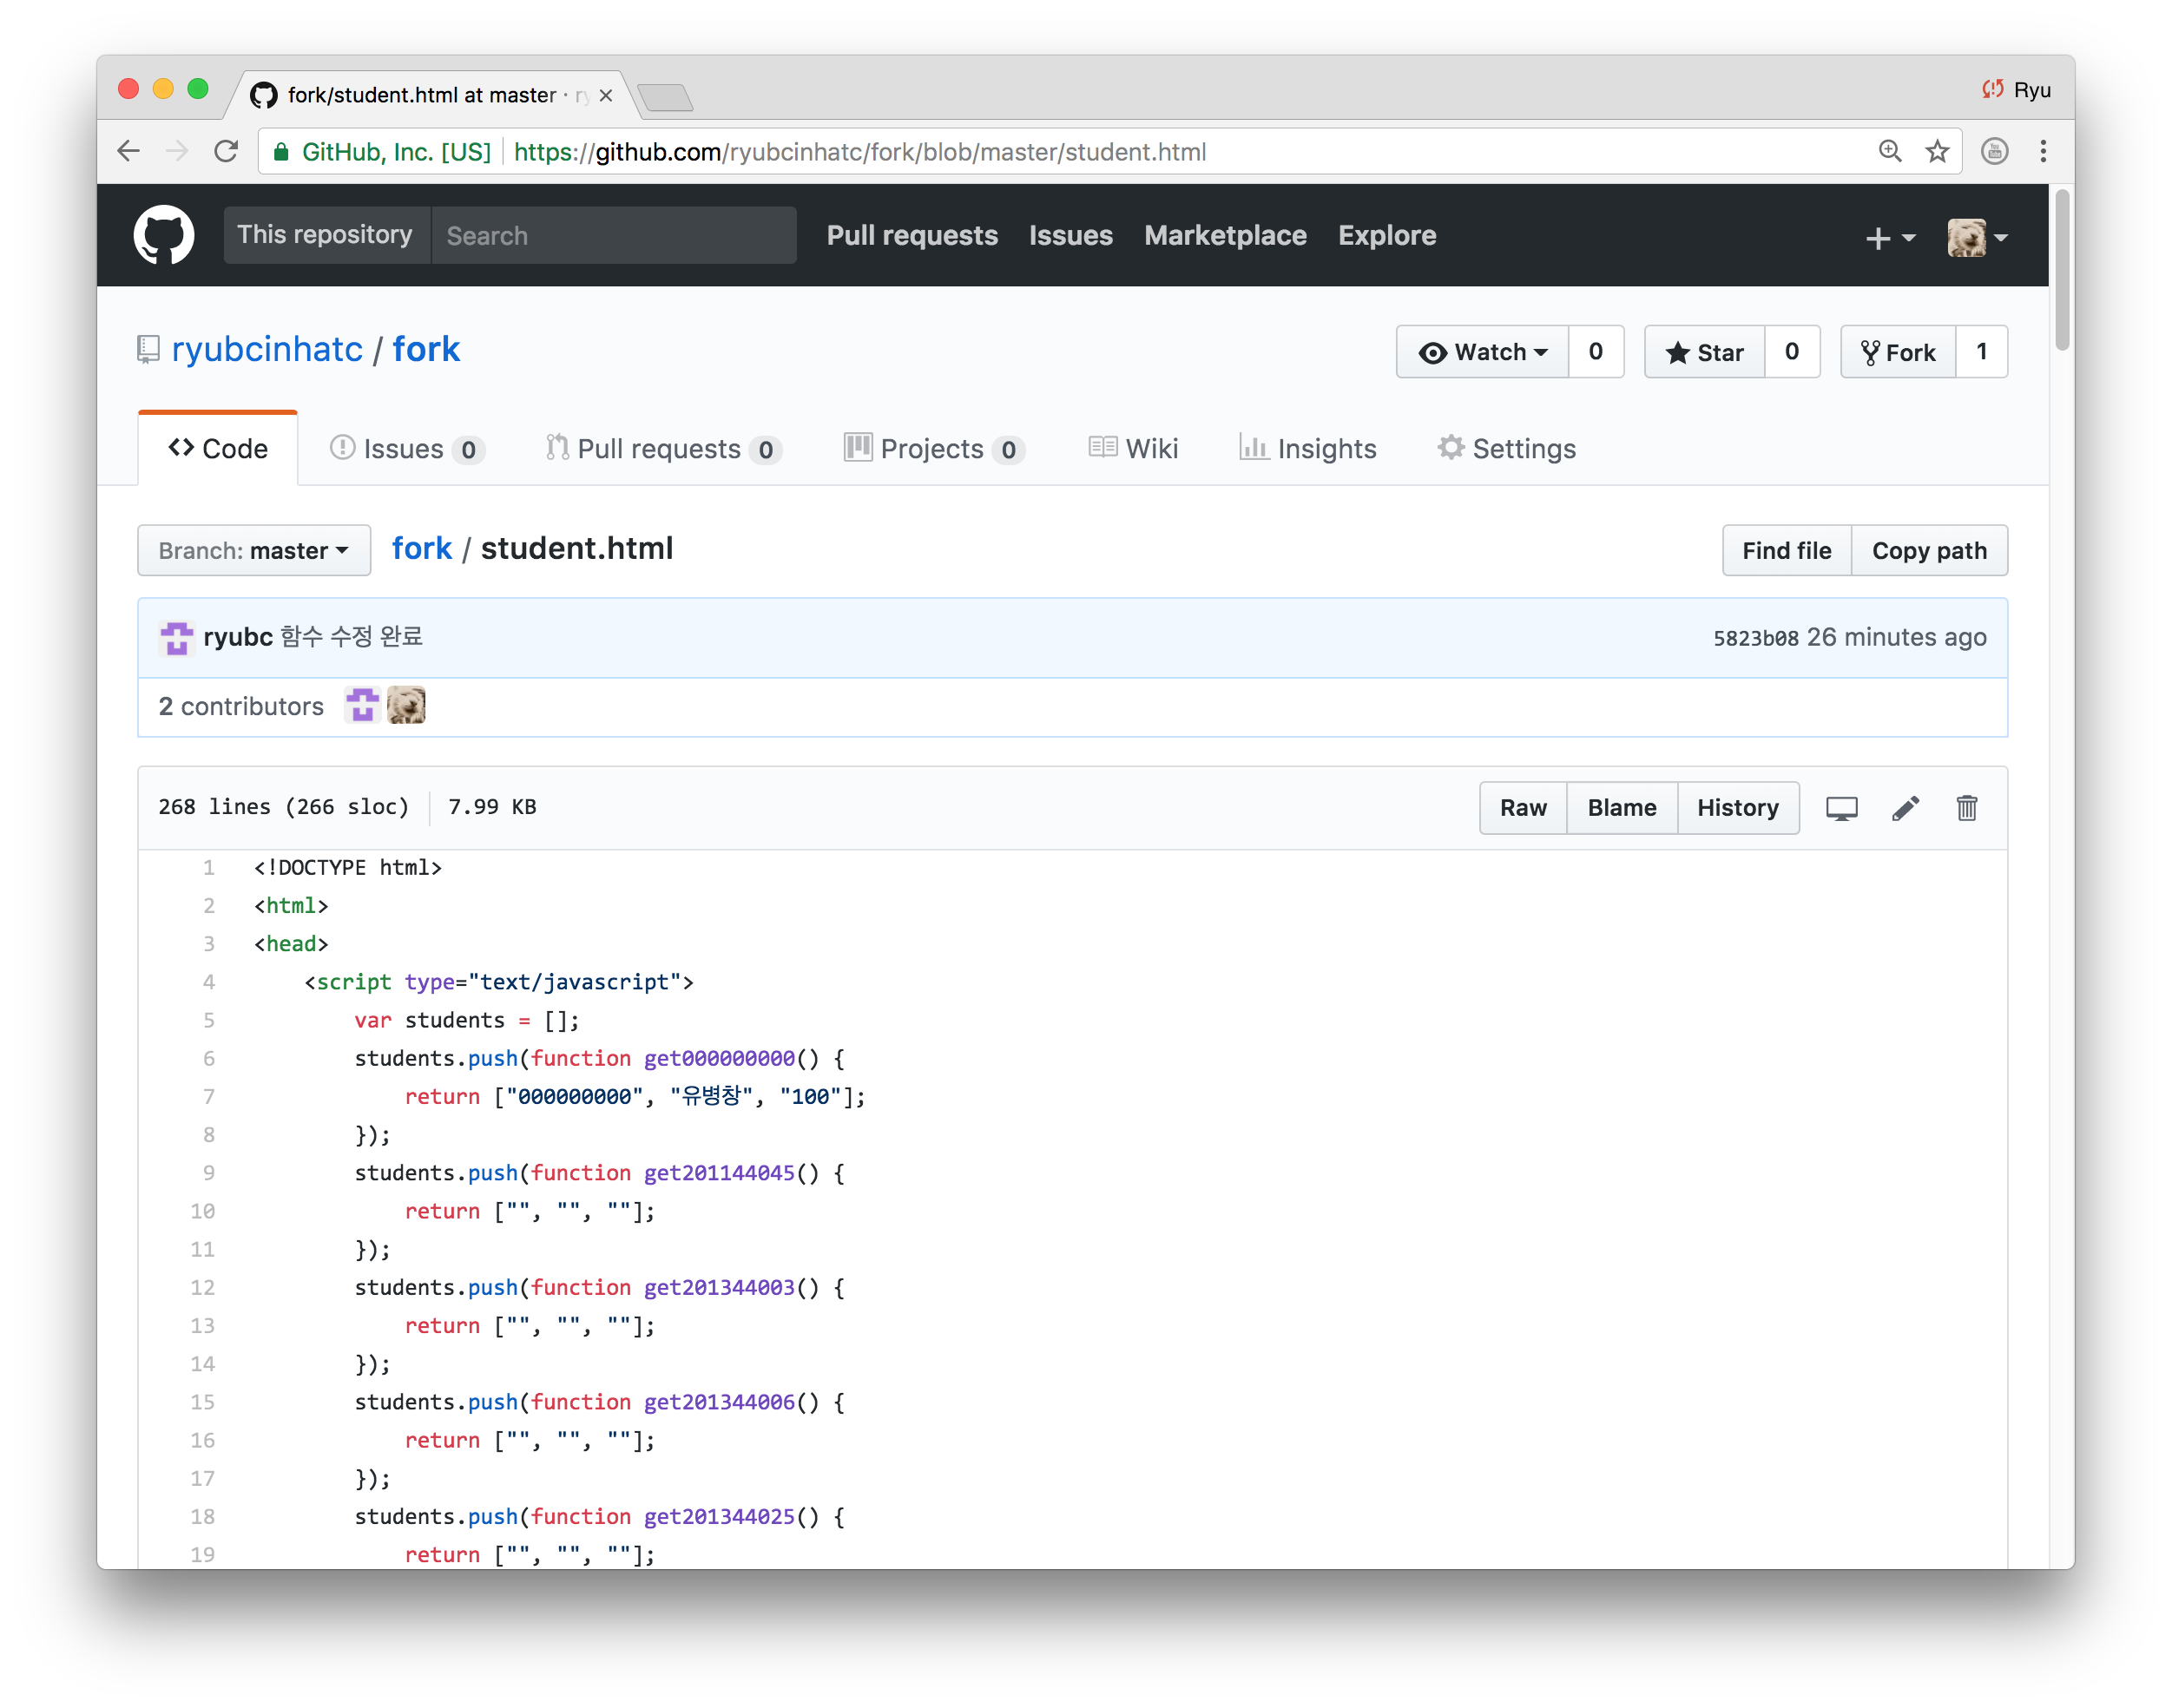 fork/student.html at master · ry
Ryu
GitHub, Inc. [US] https://github.com/ryubcinhatc/fork/blob/master/student.html
This repository Search Pull requests Issues Marketplace Explore
ryubcinhatc / fork Watch 0 Star 0 Fork 1
Code Issues 0 Pull requests 0 Projects 0 Wiki Insights Settings
Branch: master fork / student.html Find file Copy path
ryubc 함수 수정 완료 5823b08 26 minutes ago
2 contributors
268 lines (266 sloc) 7.99 KB Raw Blame History
1 <!DOCTYPE html>
2 <html>
3 <head>
4 <script type="text/javascript">
5 var students = [];
6 students.push(function get000000000() {
7 return ["000000000", "유병창", "100"];
8 });
9 students.push(function get201144045() {
10 return ["", "", ""];
11 });
12 students.push(function get201344003() {
13 return ["", "", ""];
14 });
15 students.push(function get201344006() {
16 return ["", "", ""];
17 });
18 students.push(function get201344025() {
19 return ["", "", ""];